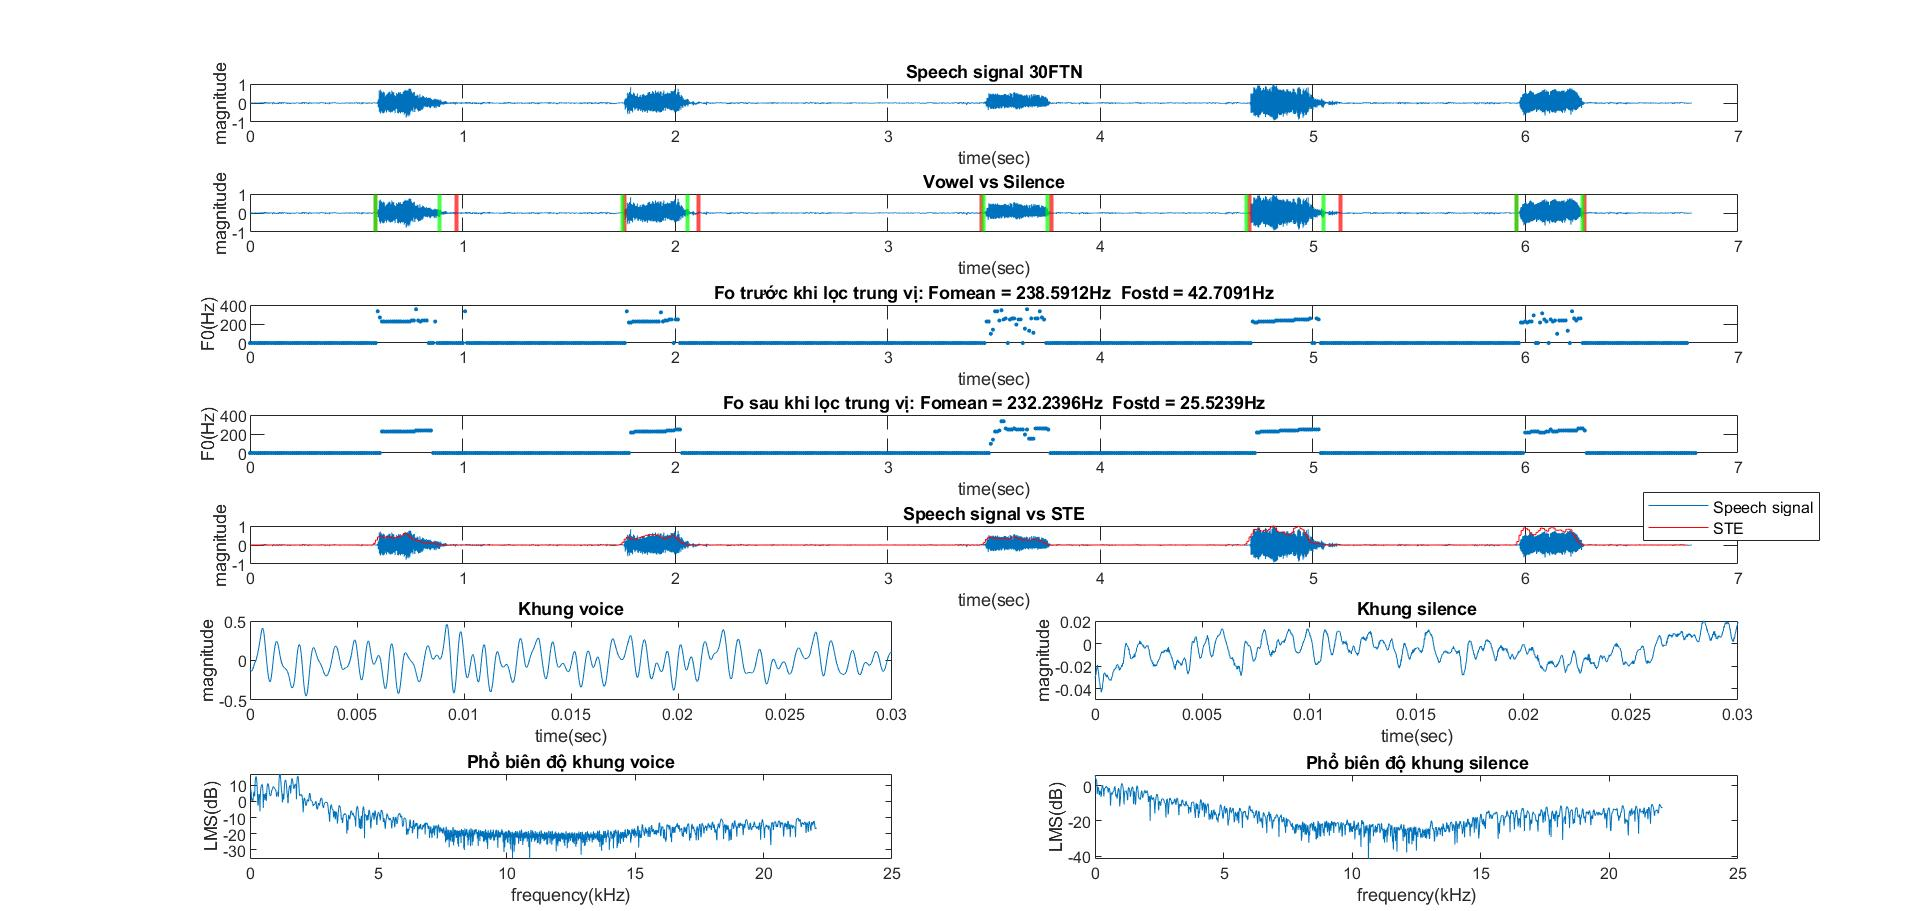 Speech signal 30FTN
magnitude
1
0
-1
0 1 2 3 4 5 6 7
time(sec)
Vowel vs Silence
magnitude
1
0
-1
0 1 2 3 4 5 6 7
time(sec)
Fo trước khi lọc trung vị: Fomean = 238.5912Hz Fostd = 42.7091Hz
F0(Hz)
400
200
0
0 1 2 3 4 5 6 7
time(sec)
Fo sau khi lọc trung vị: Fomean = 232.2396Hz Fostd = 25.5239Hz
F0(Hz)
400
200
0
0 1 2 3 4 5 6 7
time(sec)
Speech signal vs STE
Speech signal
STE
magnitude
1
0
-1
0 1 2 3 4 5 6 7
time(sec)
Khung voice
magnitude
0.5
0
-0.5
0 0.005 0.01 0.015 0.02 0.025 0.03
time(sec)
Khung silence
magnitude
0.02
0
-0.02
-0.04
0 0.005 0.01 0.015 0.02 0.025 0.03
time(sec)
Phổ biên độ khung voice
LMS(dB)
10
0
-10
-20
-30
0 5 10 15 20 25
frequency(kHz)
Phổ biên độ khung silence
LMS(dB)
0
-20
-40
0 5 10 15 20 25
frequency(kHz)